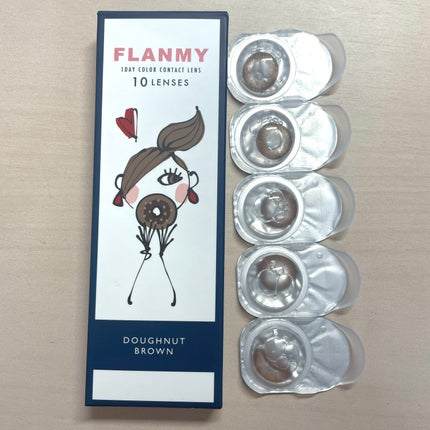 FLANMY
1DAY COLOR CONTACT LENS
10 LENSES
DOUGHNUT
BROWN